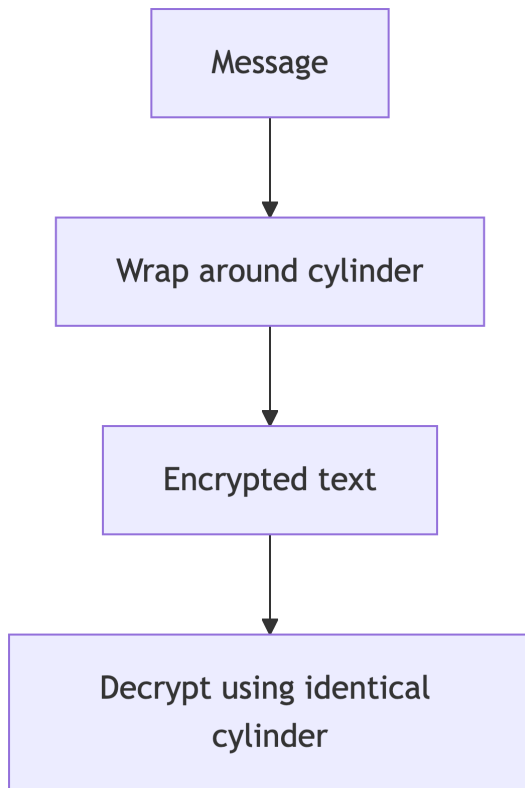 Message
Wrap around cylinder
Encrypted text
Decrypt using identical
cylinder